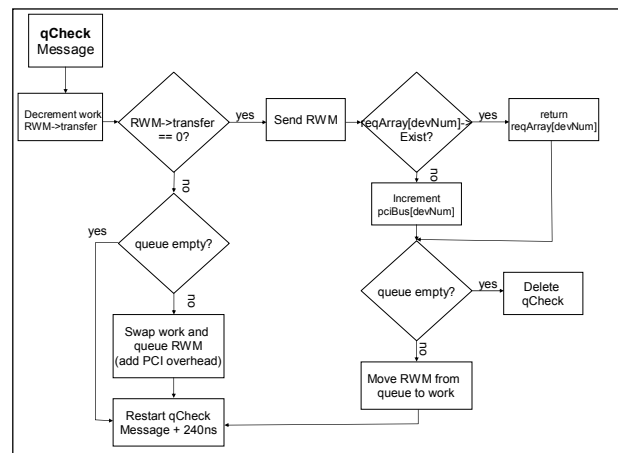 qCheck
Message
Decrement work
RWM->transfer
RWM->transfer
== 0?
yes
Send RWM
reqArray[devNum]->
Exist?
yes
return
reqArray[devNum]
no
no
Increment
pciBus[devNum]
yes
queue empty?
no
Swap work and
queue RWM
(add PCI overhead)
Restart qCheck
Message + 240ns
queue empty?
yes
Delete
qCheck
no
Move RWM from
queue to work